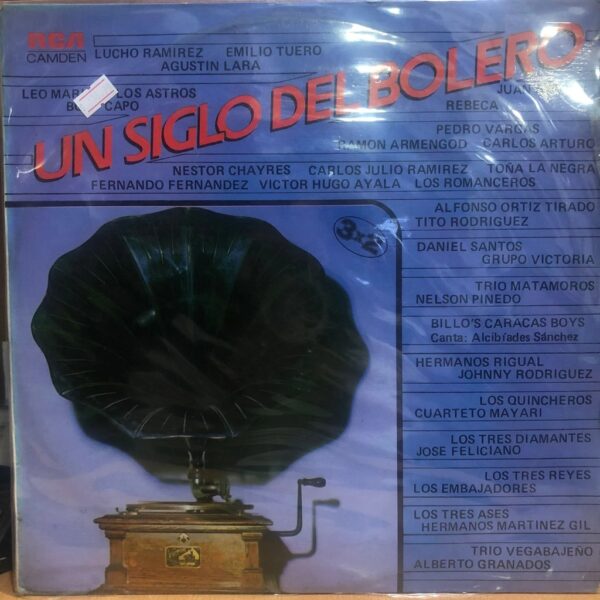 RCA
CAMDEN
LUCHO RAMIREZ EMILIO TUERO
AGUSTIN LARA
LOS ASTROS
JUAN
REBECA
UN SIGLO DEL BOLERO
PEDRO VARGAS
RAMON ARMENGOD CARLOS ARTURO
NESTOR CHAYRES CARLOS JULIO RAMIREZ TOÑA LA NEGRA
FERNANDO FERNANDEZ VICTOR HUGO AYALA LOS ROMANCEROS
ALFONSO ORTIZ TIRADO
TITO RODRIGUEZ
3x2
DANIEL SANTOS
GRUPO VICTORIA
TRIO MATAMOROS
NELSON PINEDO
BILLO'S CARACAS BOYS
Canta: Alcibíades Sánchez
HERMANOS RIGUAL
JOHNNY RODRIGUEZ
LOS QUINCHEROS
CUARTETO MAYARI
LOS TRES DIAMANTES
JOSE FELICIANO
LOS TRES REYES
LOS EMBAJADORES
LOS TRES ASES
HERMANOS MARTINEZ GIL
TRIO VEGABAJEÑO
ALBERTO GRANADOS